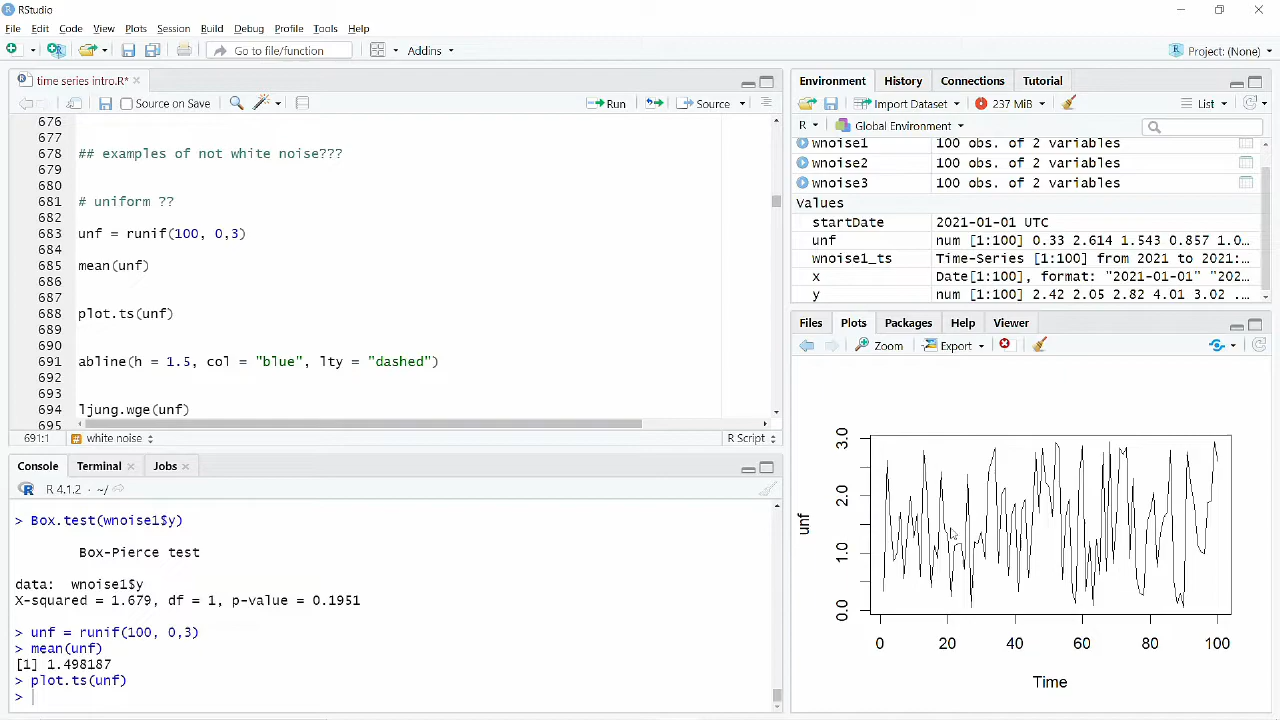 RStudio
File Edit Code View Plots Session Build Debug Profile Tools Help
Go to file/function Addins Project: (None)
time series intro.R*
Source on Save Run Source
676
677
678 ## examples of not white noise???
679
680
681 # uniform ??
682
683 unf = runif(100, 0,3)
684
685 mean(unf)
686
687
688 plot.ts(unf)
689
690
691 abline(h = 1.5, col = "blue", lty = "dashed")
692
693
694 ljung.wge(unf)
695
691:1 # white noise R Script
Console Terminal Jobs
R 4.1.2 · ~/
> Box.test(wnoise1$y)
Box-Pierce test
data: wnoise1$y
X-squared = 1.679, df = 1, p-value = 0.1951
> unf = runif(100, 0,3)
> mean(unf)
[1] 1.498187
> plot.ts(unf)
>
Environment History Connections Tutorial
Import Dataset 237 MiB List
R Global Environment
wnoise1 100 obs. of 2 variables
wnoise2 100 obs. of 2 variables
wnoise3 100 obs. of 2 variables
Values
startDate 2021-01-01 UTC
unf num [1:100] 0.33 2.614 1.543 0.857 1.0…
wnoise1_ts Time-Series [1:100] from 2021 to 2021:…
x Date[1:100], format: "2021-01-01" "202…
y num [1:100] 2.42 2.05 2.82 4.01 3.02 ...
Files Plots Packages Help Viewer
Zoom Export
unf
3.0
2.0
1.0
0.0
0 20 40 60 80 100
Time